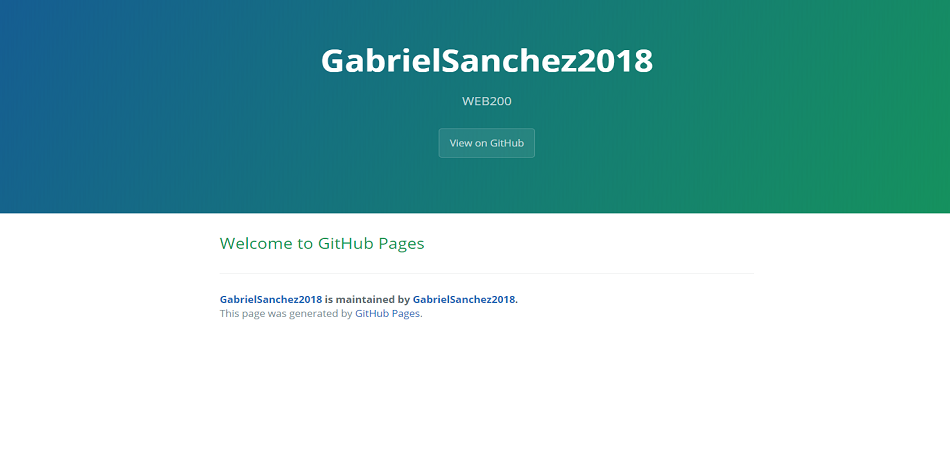 GabrielSanchez2018
WEB200
View on GitHub
Welcome to GitHub Pages
GabrielSanchez2018 is maintained by GabrielSanchez2018.
This page was generated by GitHub Pages.